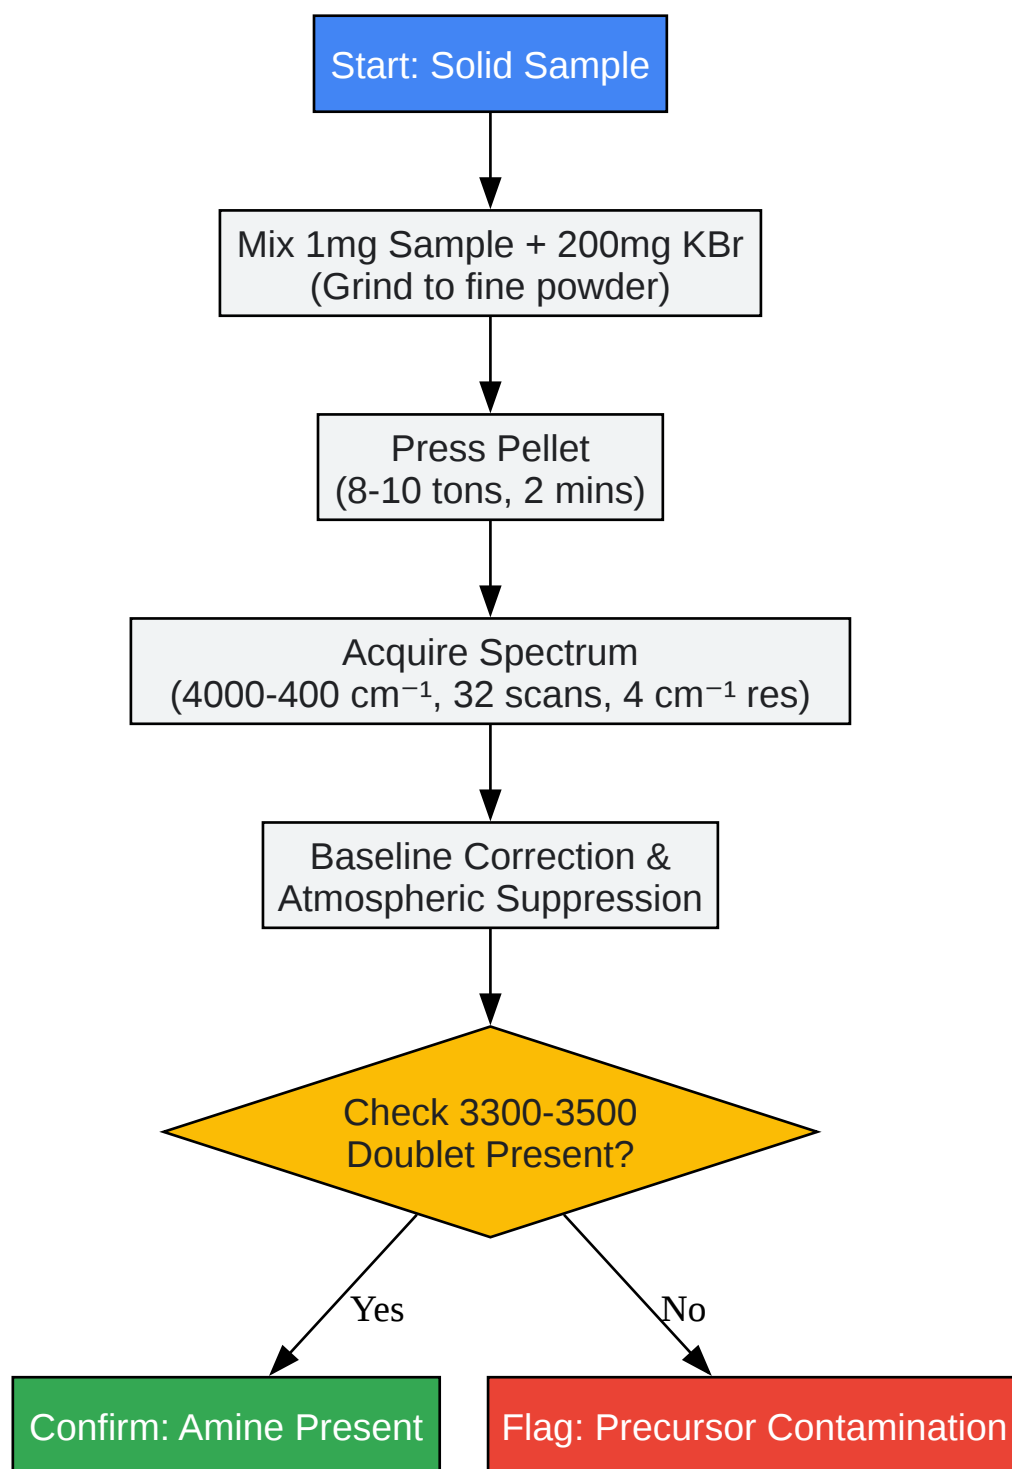 Start: Solid Sample
Mix 1mg Sample + 200mg KBr
(Grind to fine powder)
Press Pellet
(8-10 tons, 2 mins)
Acquire Spectrum
(4000-400 cm⁻¹, 32 scans, 4 cm⁻¹ res)
Baseline Correction &
Atmospheric Suppression
Check 3300-3500
Doublet Present?
Yes
No
Confirm: Amine Present
Flag: Precursor Contamination